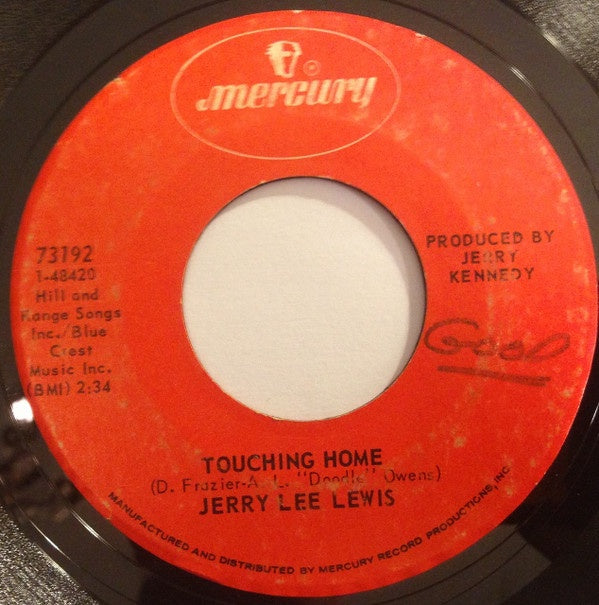 ®
mercury
73192
1-48420
Hill and
Range Songs
Inc./Blue
Crest
Music Inc.
(BMI) 2:34
PRODUCED BY
JERRY
KENNEDY
Good
TOUCHING HOME
(D. Frazier-A.L. "Doodle" Owens)
JERRY LEE LEWIS
MANUFACTURED AND DISTRIBUTED BY MERCURY RECORD PRODUCTIONS, INC.